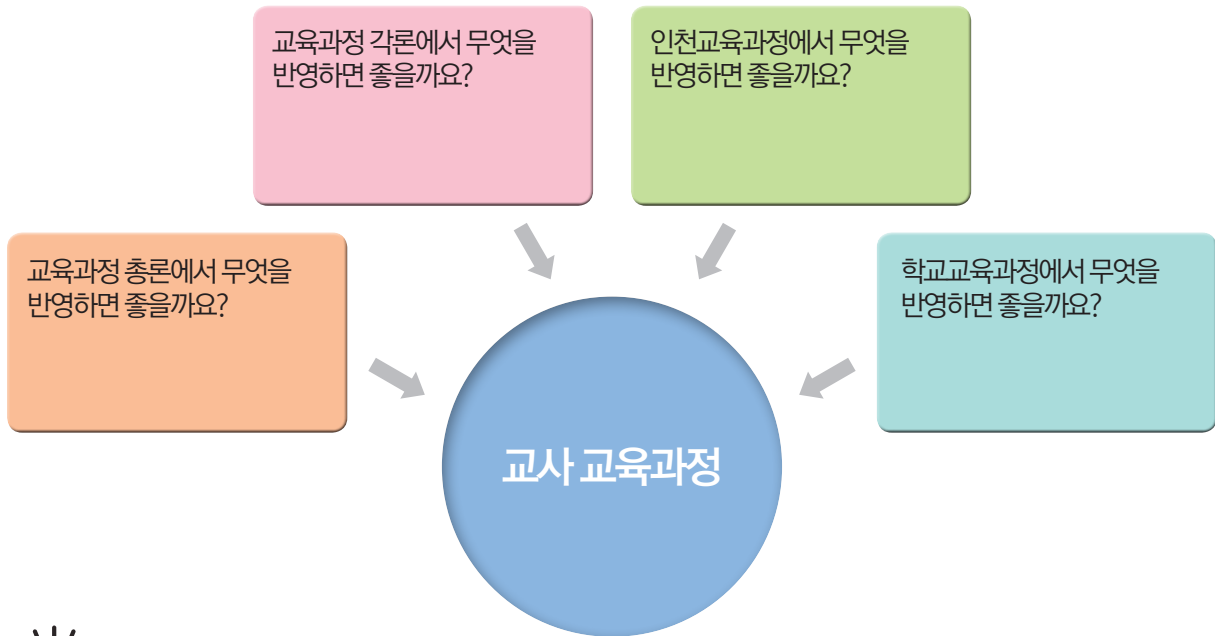 교육과정 각론에서 무엇을
반영하면 좋을까요?
인천교육과정에서 무엇을
반영하면 좋을까요?
교육과정 총론에서 무엇을
반영하면 좋을까요?
학교교육과정에서 무엇을
반영하면 좋을까요?
교사 교육과정